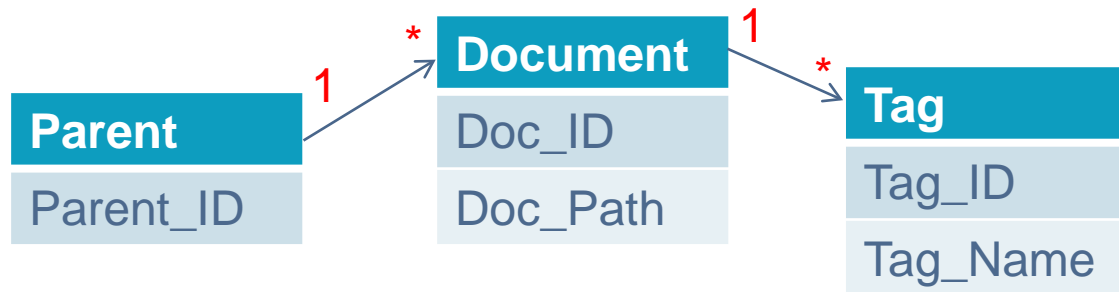 Parent
Parent_ID
1
*
Document
Doc_ID
Doc_Path
1
*
Tag
Tag_ID
Tag_Name